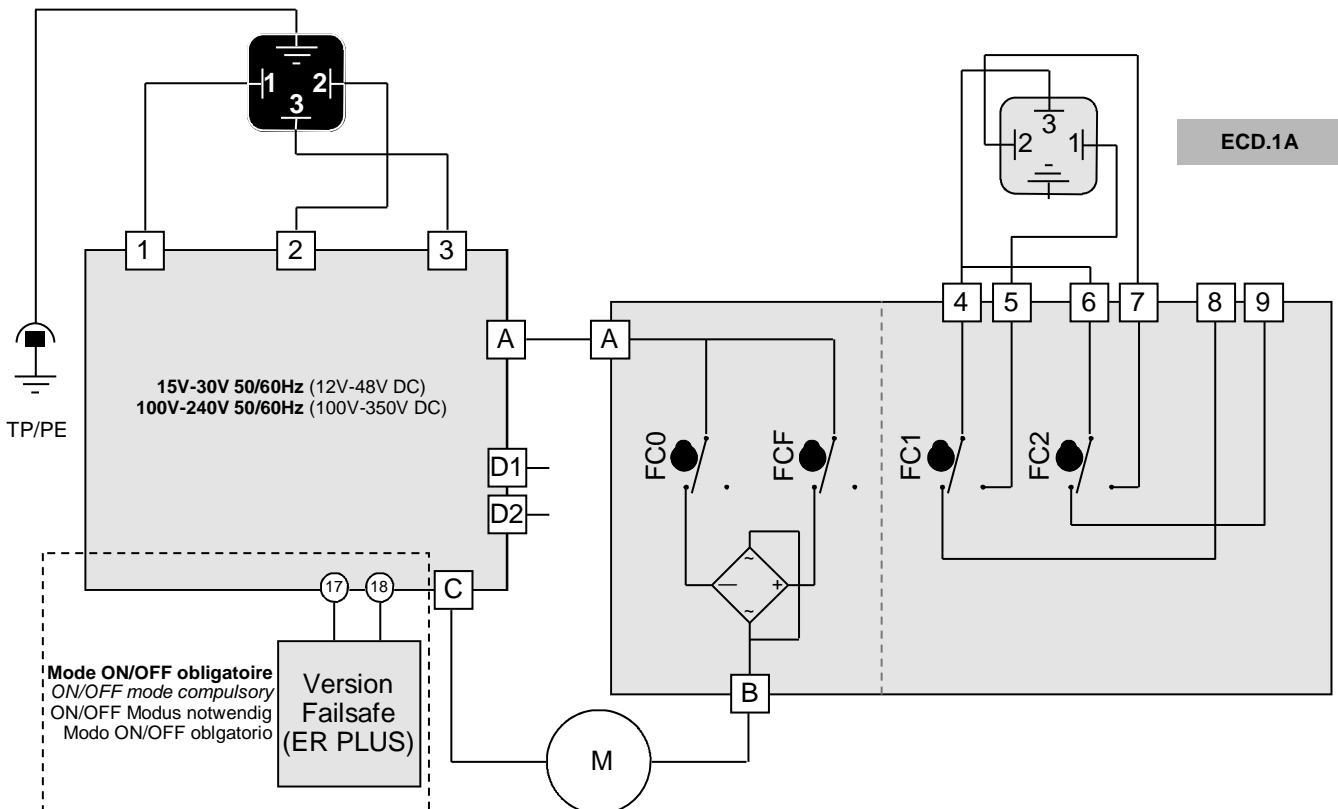 1 2
3
3
2 1
ECD.1A
1 2 3
4 5 6 7 8 9
A A
15V-30V 50/60Hz (12V-48V DC)
100V-240V 50/60Hz (100V-350V DC)
TP/PE
FC0 FCF FC1 FC2
D1
D2
~
— +
~
17 18 C
Mode ON/OFF obligatoire
ON/OFF mode compulsory
ON/OFF Modus notwendig
Modo ON/OFF oblgatorio
Version
Failsafe
(ER PLUS)
B
M